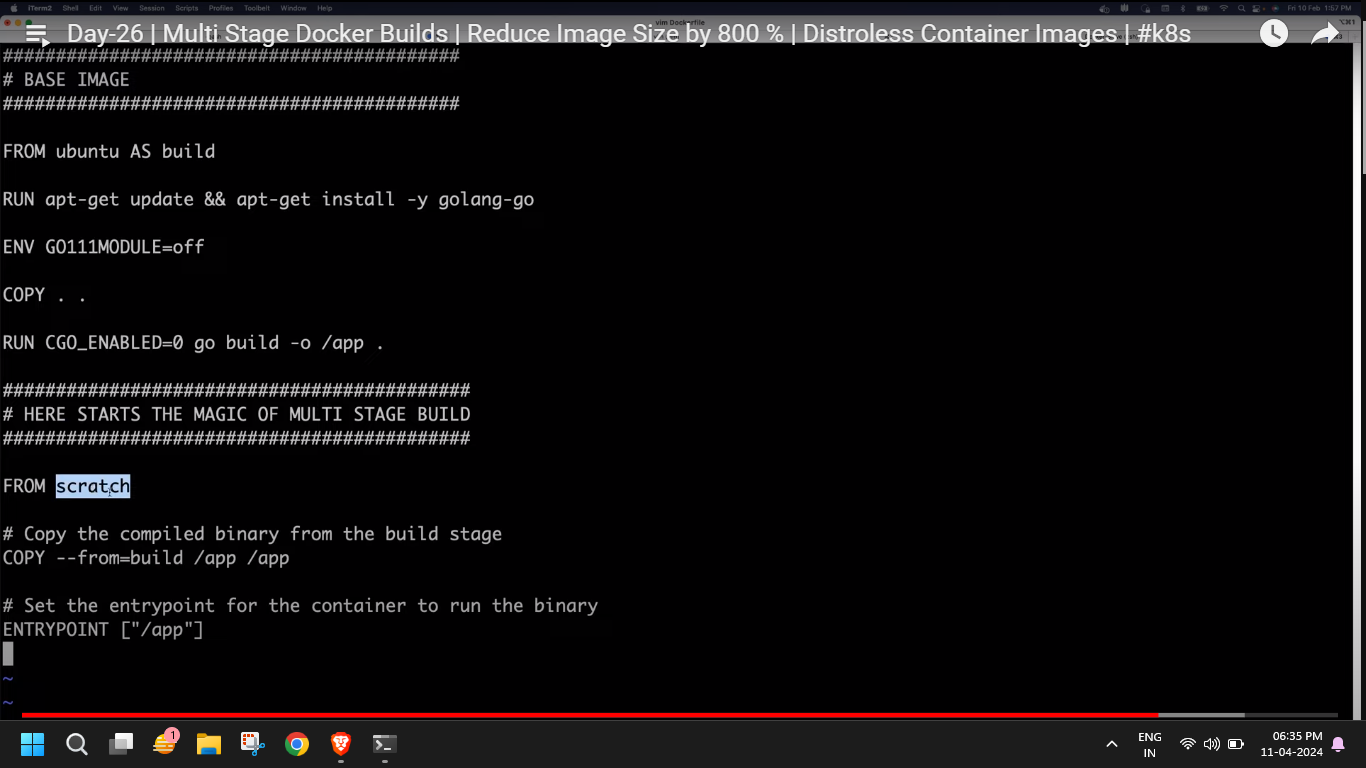 iTerm2 Shell Edit View Session Scripts Profiles Toolbelt Window Help
Fri 10 Feb 1:57 PM
vim Dockerfile
Day-26 | Multi Stage Docker Builds | Reduce Image Size by 800 % | Distroless Container Images | #k8s
###########################################
# BASE IMAGE
###########################################
FROM ubuntu AS build
RUN apt-get update && apt-get install -y golang-go
ENV GO111MODULE=off
COPY . .
RUN CGO_ENABLED=0 go build -o /app .
############################################
# HERE STARTS THE MAGIC OF MULTI STAGE BUILD
############################################
FROM scratch
# Copy the compiled binary from the build stage
COPY --from=build /app /app
# Set the entrypoint for the container to run the binary
ENTRYPOINT ["/app"]
~
~
1
ENG
IN
06:35 PM
11-04-2024